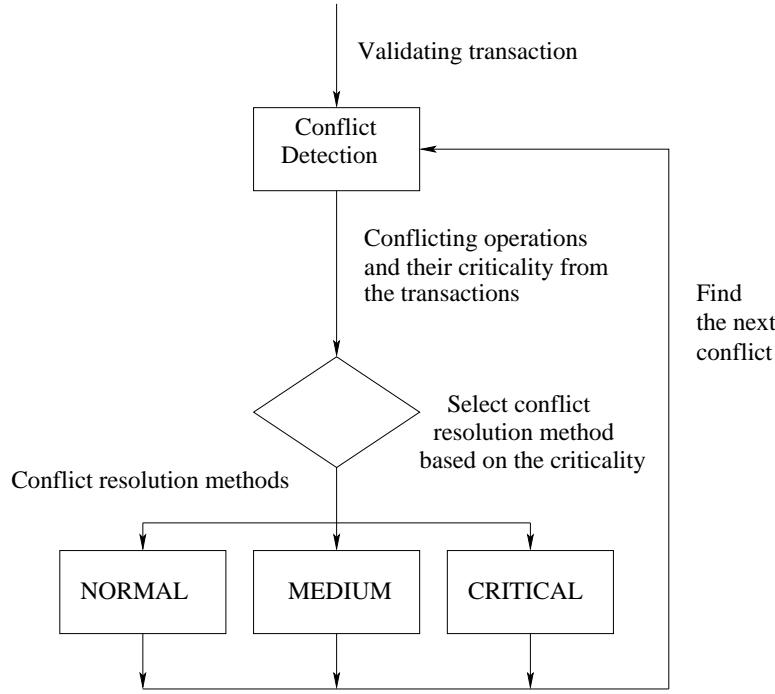 Validating transaction
Conflict
Detection
Conflicting operations
and their criticality from
the transactions
Find
the next
conflict
Select conflict
resolution method
based on the criticality
Conflict resolution methods
NORMAL
MEDIUM
CRITICAL